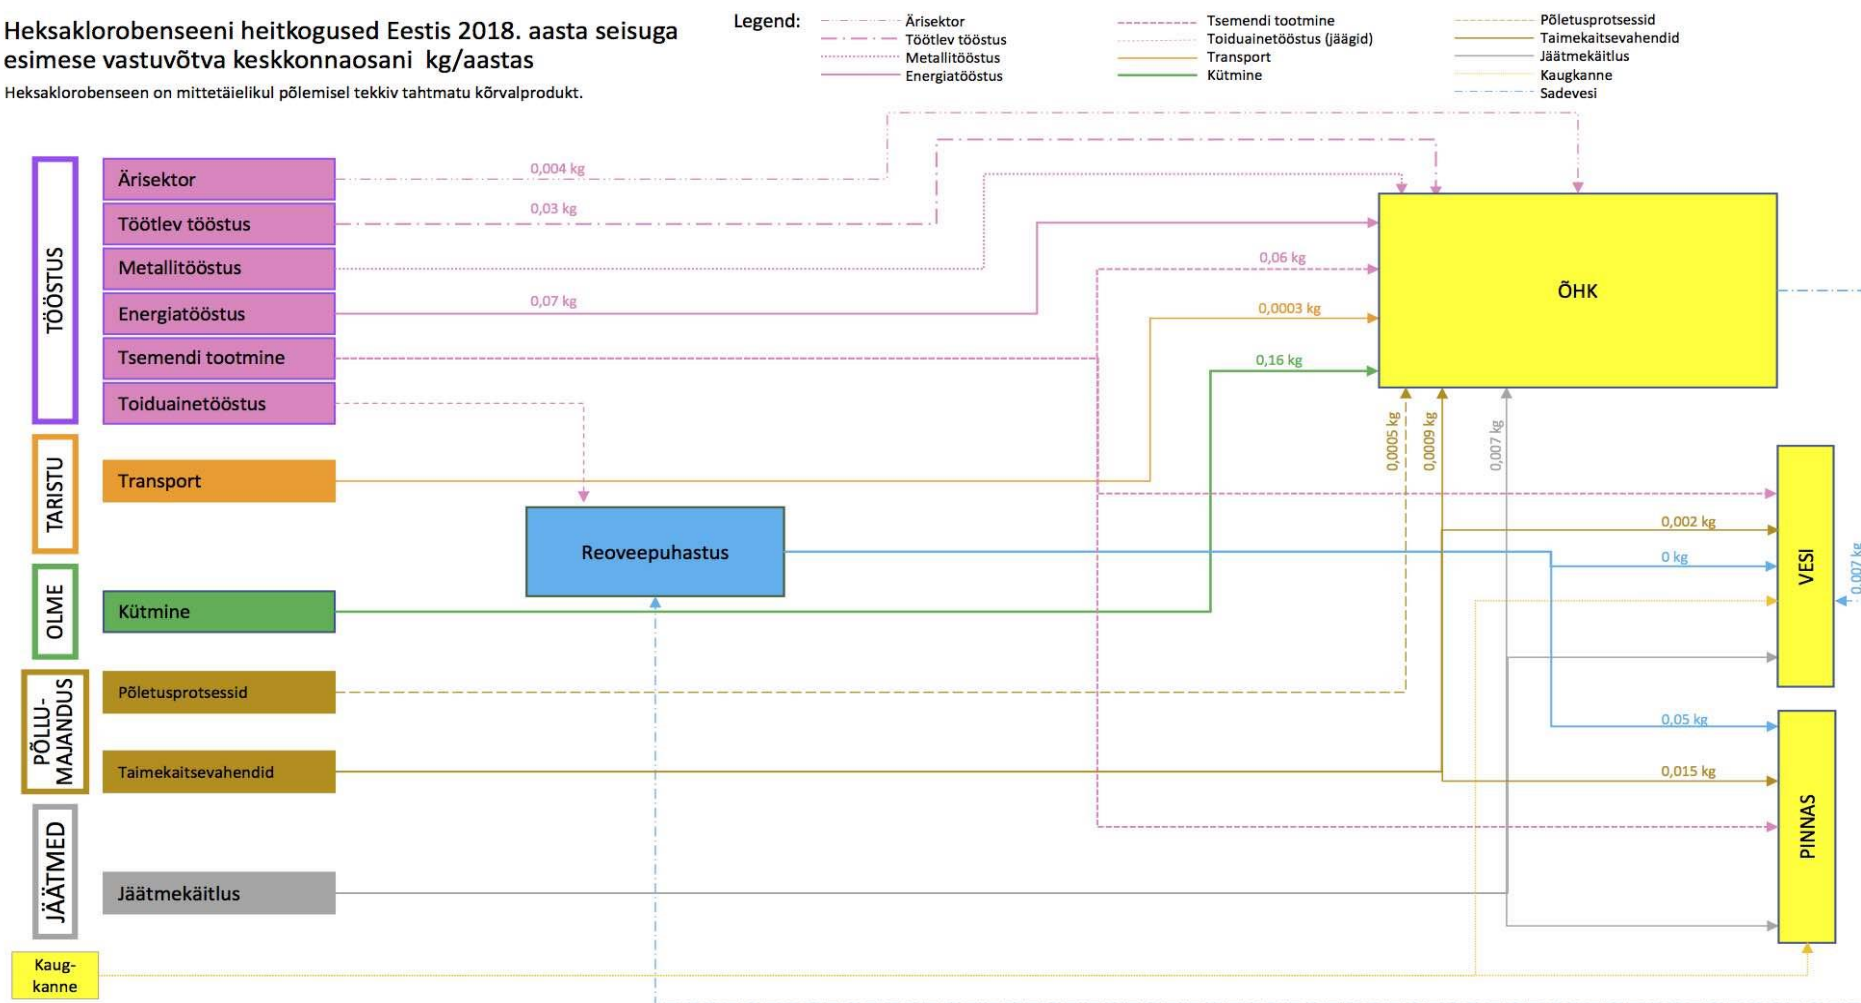 Heksaklorobenseeni heitkogused Eestis 2018. aasta seisuga
esimese vastuvõtva keskkonnaosani kg/aastas
Heksaklorobenseen on mittetäielikul põlemisel tekkiv tahtmatu kõrvalprodukt.
Legend:
Ärisektor
Töötlev tööstus
Metallitööstus
Energiatööstus
Tsemendi tootmine
Toiduainetööstus (jäägid)
Transport
Kütmine
Põletusprotsessid
Taimekaitsevahendid
Jäätmekäitlus
Kaugkanne
Sadevesi
TÖÖSTUS
Ärisektor
0,004 kg
Töötlev tööstus
0,03 kg
Metallitööstus
Energiatööstus
0,07 kg
Tsemendi tootmine
0,06 kg
Toiduainetööstus
TARISTU
Transport
0,0003 kg
OLME
Kütmine
0,16 kg
PÕLLU-
MAJANDUS
Põletusprotsessid
0,0005 kg
Taimekaitsevahendid
0,0009 kg
JÄÄTMED
Jäätmekäitlus
0,007 kg
Kaug-
kanne
Reoveepuhastus
ÕHK
VESI
0,002 kg
0 kg
0,007 kg
PINNAS
0,05 kg
0,015 kg